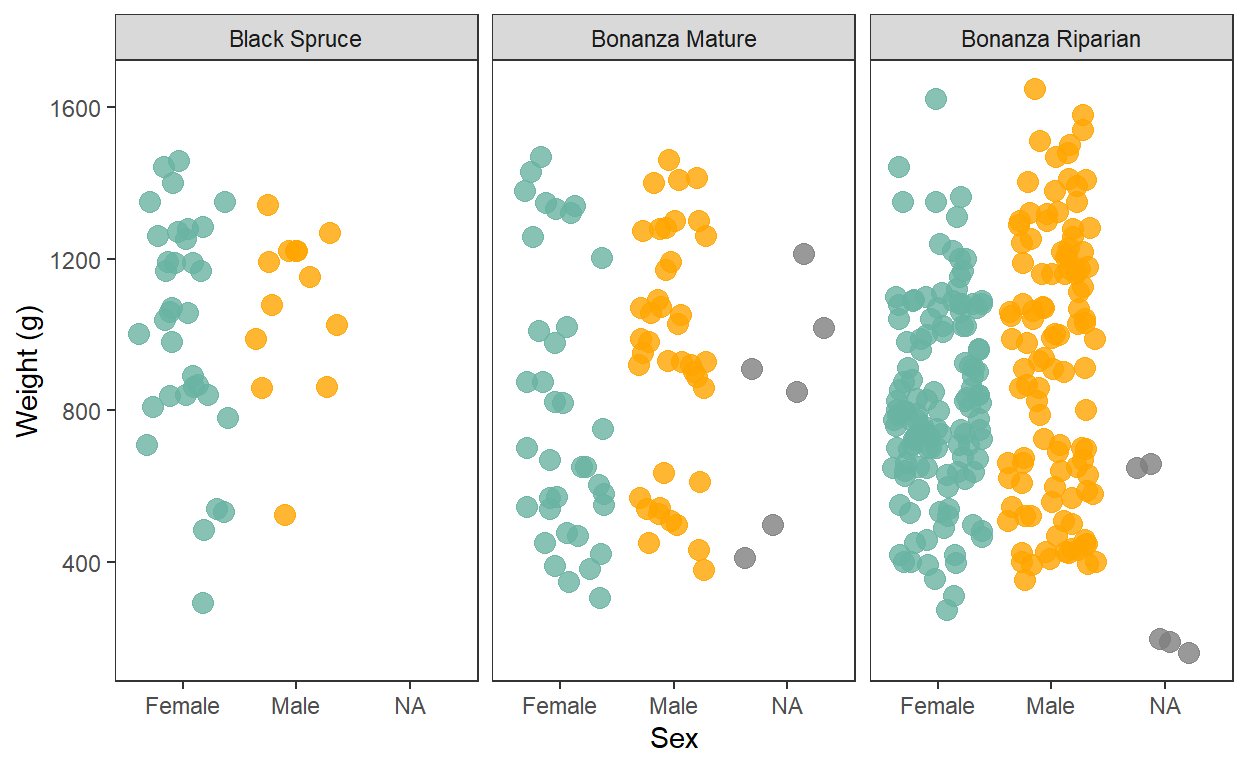 Black Spruce Bonanza Mature Bonanza Riparian
1600
1200
800
400
Weight (g)
Female Male NA Female Male NA Female Male NA
Sex